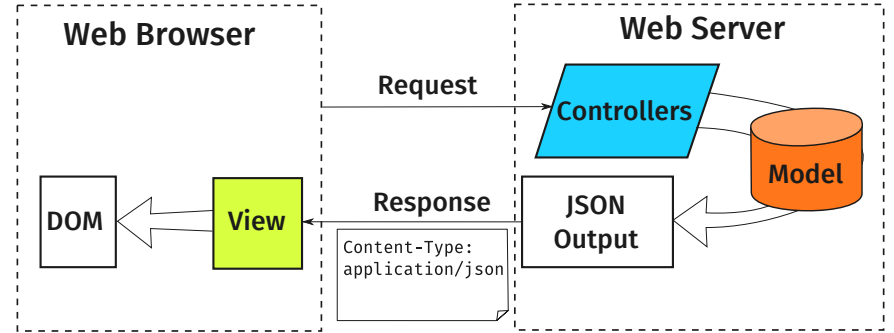 Web Browser
Web Server
Request
Controllers
Model
DOM
View
Response
JSON
Output
Content-Type:
application/json